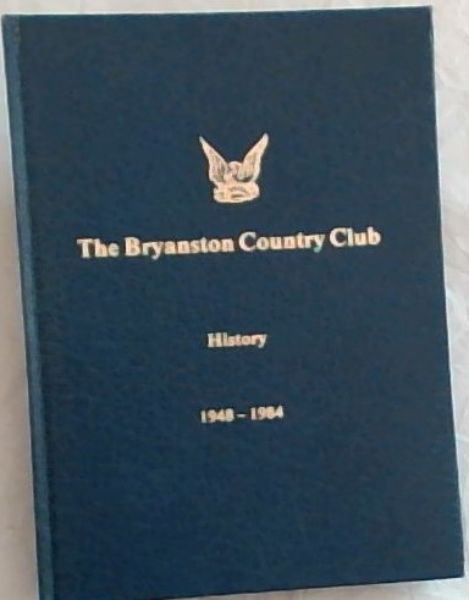 The Bryanston Country Club
History
1948 – 1984